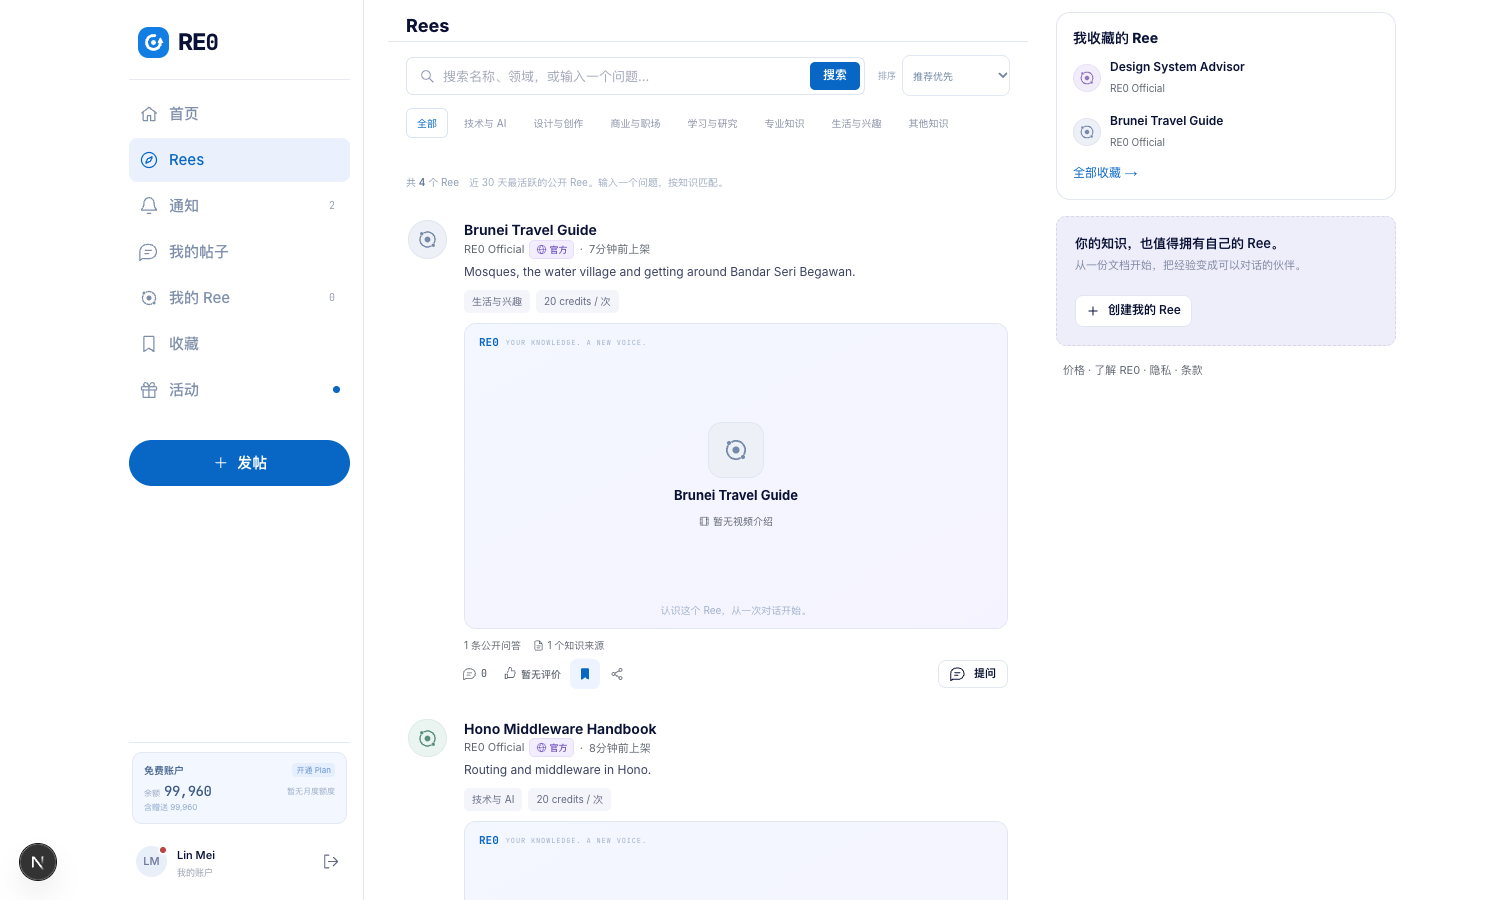 RE0
首页
Rees
通知 2
我的帖子
我的 Ree 0
收藏
活动
+ 发帖
免费账户 开通 Plan
余额 99,960 暂无月度额度
含赠送 99,960
N
LM
Lin Mei
我的账户
Rees
搜索名称、领域，或输入一个问题... 搜索 排序 推荐优先
全部 技术与 AI 设计与创作 商业与职场 学习与研究 专业知识 生活与兴趣 其他知识
共 4 个 Ree 近 30 天最活跃的公开 Ree。输入一个问题，按知识匹配。
Brunei Travel Guide
RE0 Official 官方 · 7分钟前上架
Mosques, the water village and getting around Bandar Seri Begawan.
生活与兴趣 20 credits / 次
RE0 YOUR KNOWLEDGE. A NEW VOICE.
Brunei Travel Guide
暂无视频介绍
认识这个 Ree，从一次对话开始。
1 条公开问答 1 个知识来源
0 暂无评价 提问
Hono Middleware Handbook
RE0 Official 官方 · 8分钟前上架
Routing and middleware in Hono.
技术与 AI 20 credits / 次
RE0 YOUR KNOWLEDGE. A NEW VOICE.
我收藏的 Ree
Design System Advisor
RE0 Official
Brunei Travel Guide
RE0 Official
全部收藏 →
你的知识，也值得拥有自己的 Ree。
从一份文档开始，把经验变成可以对话的伙伴。
+ 创建我的 Ree
价格 · 了解 RE0 · 隐私 · 条款